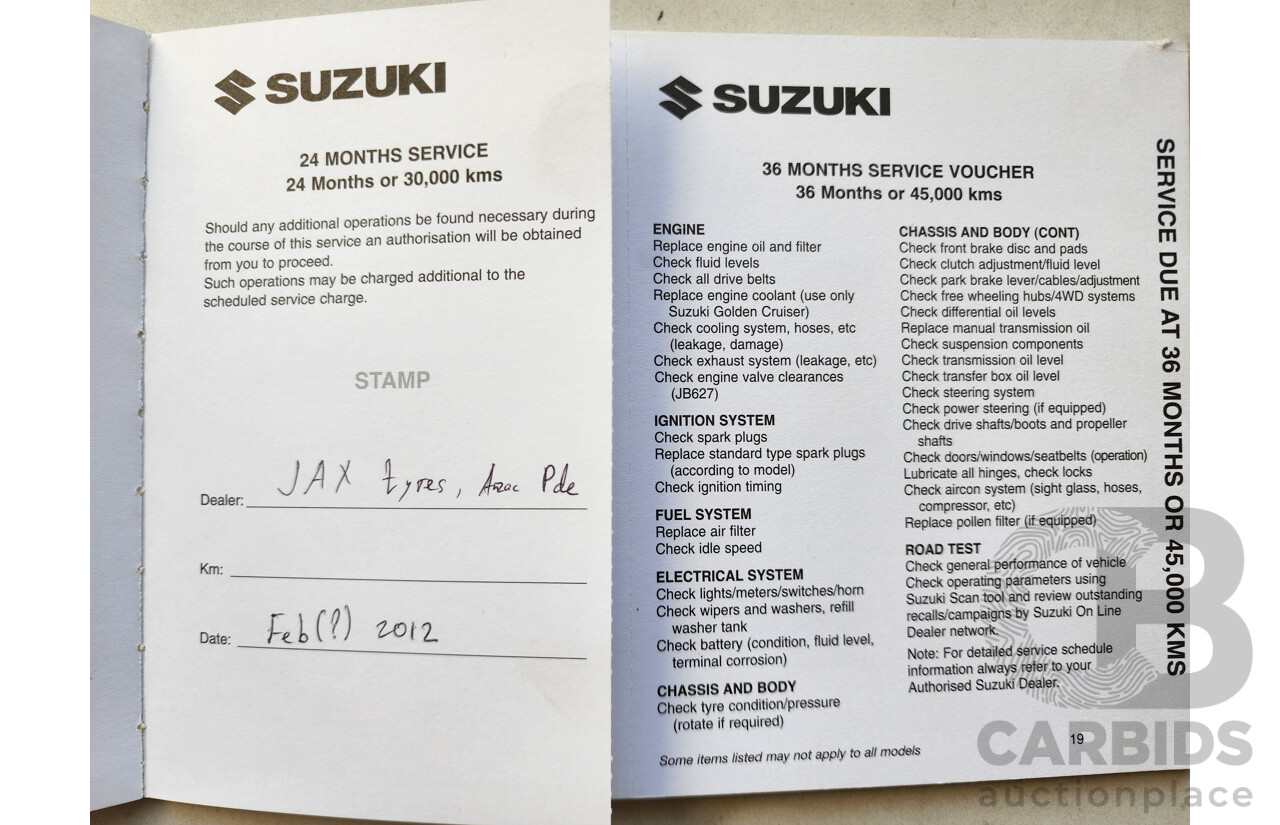 SUZUKI
24 MONTHS SERVICE
24 Months or 30,000 kms
Should any additional operations be found necessary during
the course of this service an authorisation will be obtained
from you to proceed.
Such operations may be charged additional to the
scheduled service charge.
STAMP
Dealer: JAX tyres, Anzac Pde
Km:
Date: Feb(?) 2012
SUZUKI
36 MONTHS SERVICE VOUCHER
36 Months or 45,000 kms
ENGINE
Replace engine oil and filter
Check fluid levels
Check all drive belts
Replace engine coolant (use only
Suzuki Golden Cruiser)
Check cooling system, hoses, etc
(leakage, damage)
Check exhaust system (leakage, etc)
Check engine valve clearances
(JB627)
IGNITION SYSTEM
Check spark plugs
Replace standard type spark plugs
(according to model)
Check ignition timing
FUEL SYSTEM
Replace air filter
Check idle speed
ELECTRICAL SYSTEM
Check lights/meters/switches/horn
Check wipers and washers, refill
washer tank
Check battery (condition, fluid level,
terminal corrosion)
CHASSIS AND BODY
Check tyre condition/pressure
(rotate if required)
Some items listed may not apply to all models
CHASSIS AND BODY (CONT)
Check front brake disc and pads
Check clutch adjustment/fluid level
Check park brake lever/cables/adjustment
Check free wheeling hubs/4WD systems
Check differential oil levels
Replace manual transmission oil
Check suspension components
Check transmission oil level
Check transfer box oil level
Check steering system
Check power steering (if equipped)
Check drive shafts/boots and propeller
shafts
Check doors/windows/seatbelts (operation)
Lubricate all hinges, check locks
Check aircon system (sight glass, hoses,
compressor, etc)
Replace pollen filter (if equipped)
ROAD TEST
Check general performance of vehicle
Check operating parameters using
Suzuki Scan tool and review outstanding
recalls/campaigns by Suzuki On Line
Dealer network.
Note: For detailed service schedule
information always refer to your
Authorised Suzuki Dealer.
19
SERVICE DUE AT 36 MONTHS OR 45,000 KMS
CB
CARBIDS
auctionplace